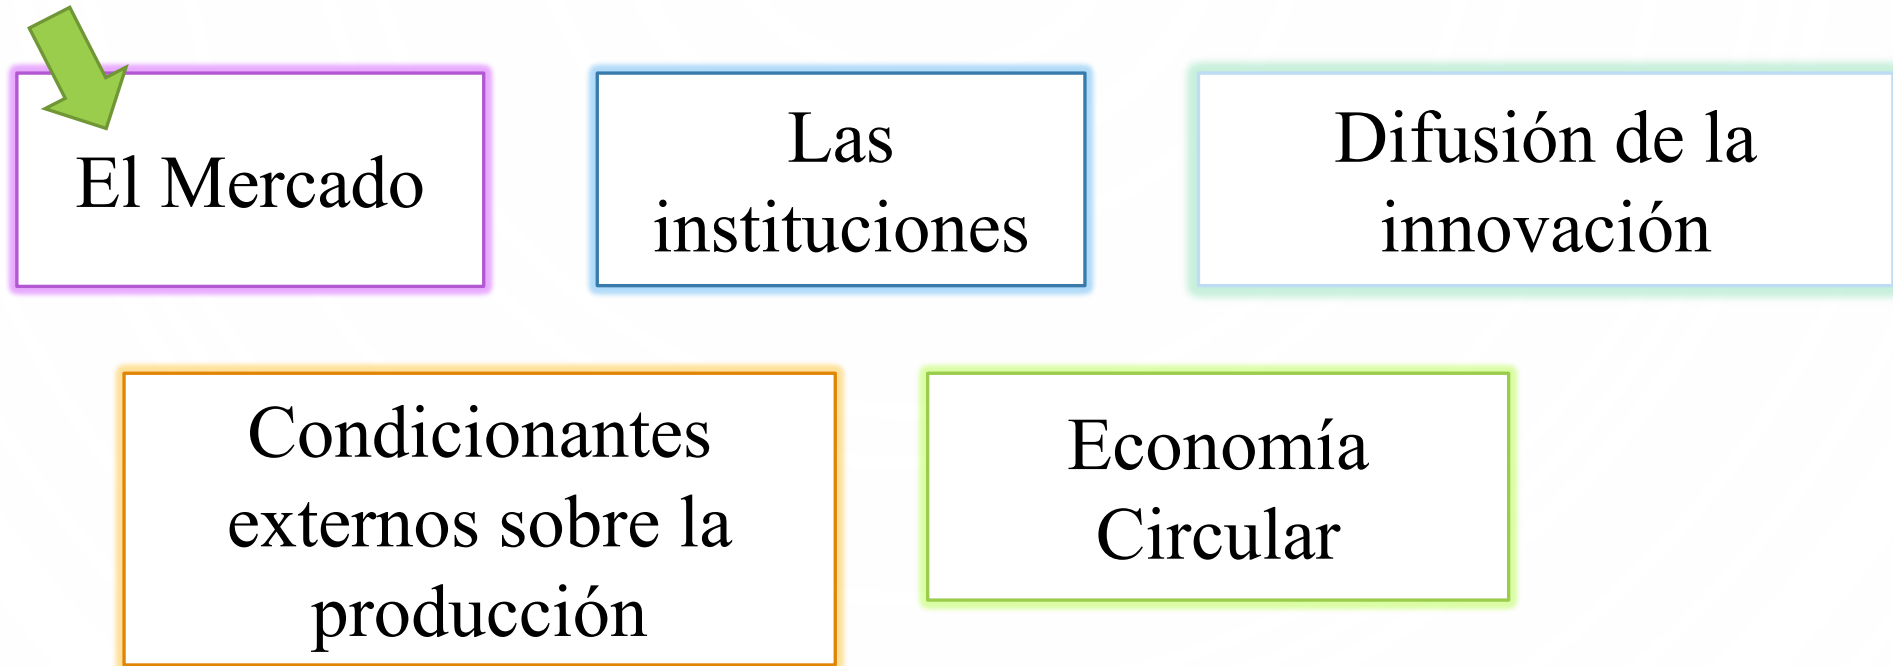 El Mercado
Las
instituciones
Difusión de la
innovación
Condicionantes
externos sobre la
producción
Economía
Circular